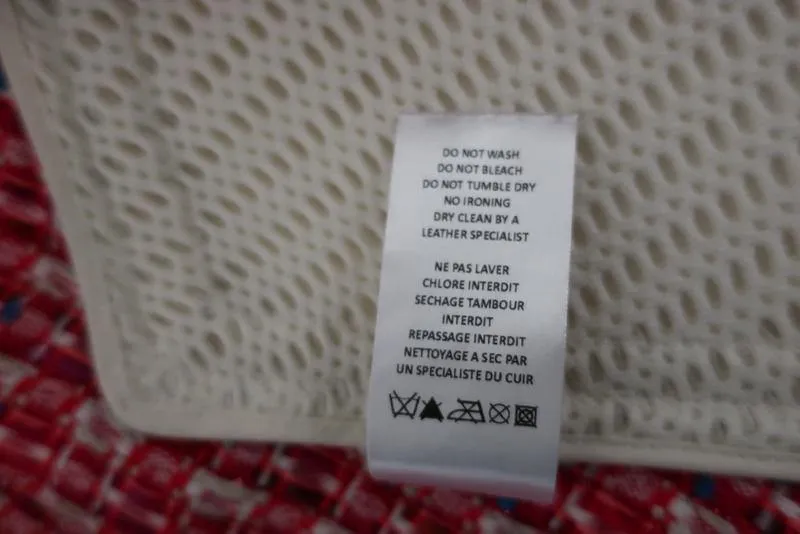 DO NOT WASH
DO NOT BLEACH
DO NOT TUMBLE DRY
NO IRONING
DRY CLEAN BY A
LEATHER SPECIALIST
NE PAS LAVER
CHLORE INTERDIT
SECHAGE TAMBOUR
INTERDIT
REPASSAGE INTERDIT
NETTOYAGE A SEC PAR
UN SPECIALISTE DU CUIR